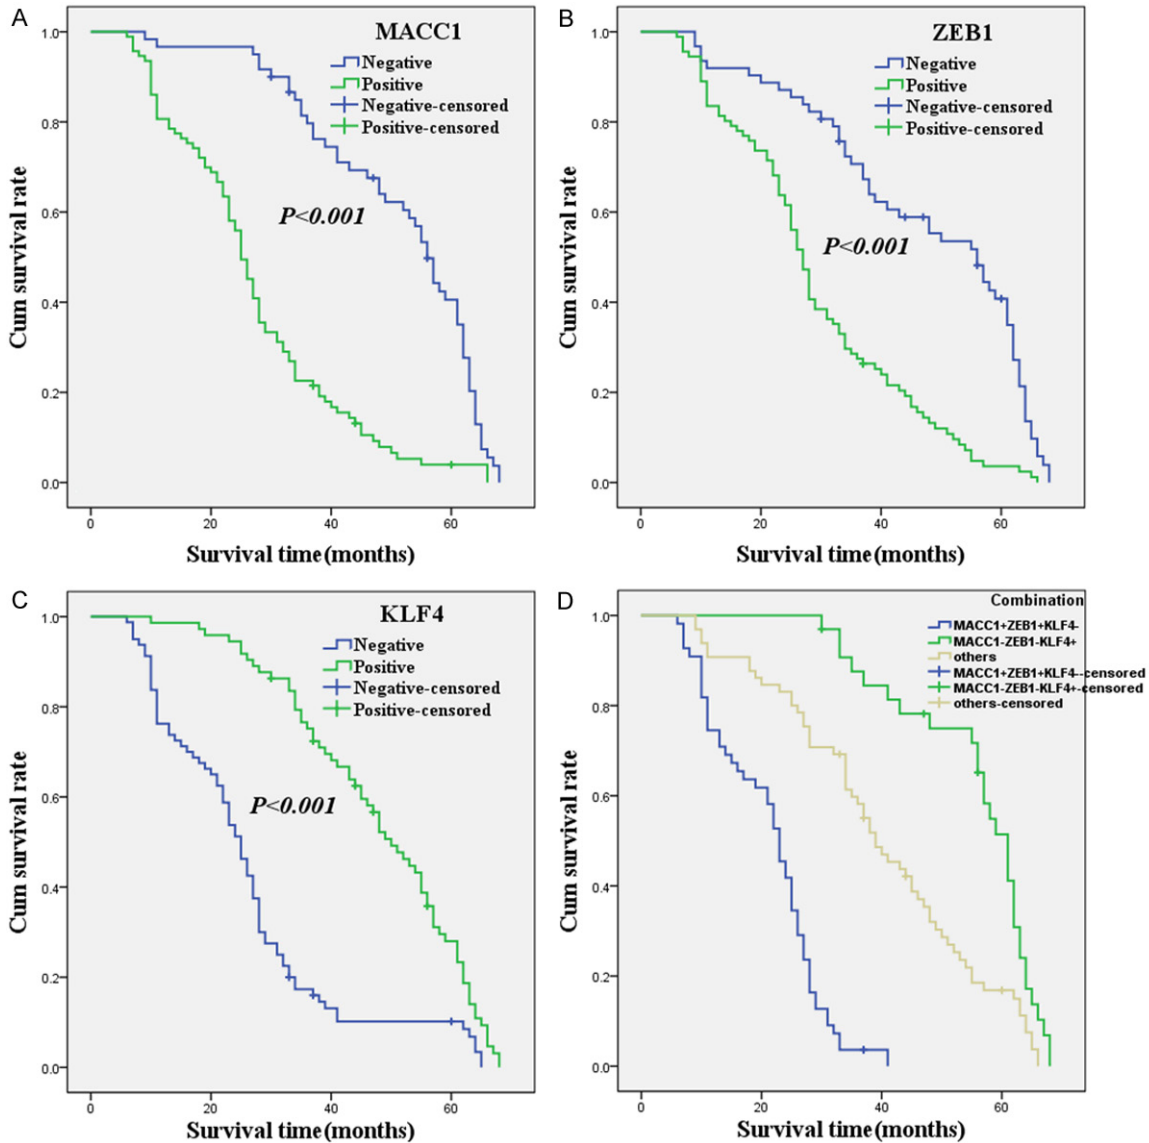 A
MACC1
Negative
Positive
Negative-censored
Positive-censored
P<0.001
Cum survival rate
1.0
0.8
0.6
0.4
0.2
0.0
0 20 40 60
Survival time(months)
B
ZEB1
Negative
Positive
Negative-censored
Positive-censored
P<0.001
Cum survival rate
1.0
0.8
0.6
0.4
0.2
0.0
0 20 40 60
Survival time(months)
C
KLF4
Negative
Positive
Negative-censored
Positive-censored
P<0.001
Cum survival rate
1.0
0.8
0.6
0.4
0.2
0.0
0 20 40 60
Survival time(months)
D
Combination
MACC1+ZEB1+KLF4-
MACC1-ZEB1-KLF4+
others
MACC1+ZEB1+KLF4--censored
MACC1-ZEB1-KLF4+-censored
others-censored
Cum survival rate
1.0
0.8
0.6
0.4
0.2
0.0
0 20 40 60
Survival time(months)